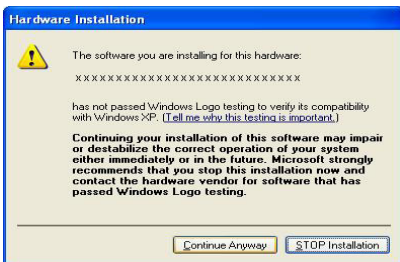 Hardware Installation
The software you are installing for this hardware:
x x x x x x x x x x x x x x x x x x x x x x x x x x x x
has not passed Windows Logo testing to verify its compatibility
with Windows XP. (Tell me why this testing is important.)
Continuing your installation of this software may impair
or destabilize the correct operation of your system
either immediately or in the future. Microsoft strongly
recommends that you stop this installation now and
contact the hardware vendor for software that has
passed Windows Logo testing.
Continue Anyway STOP Installation